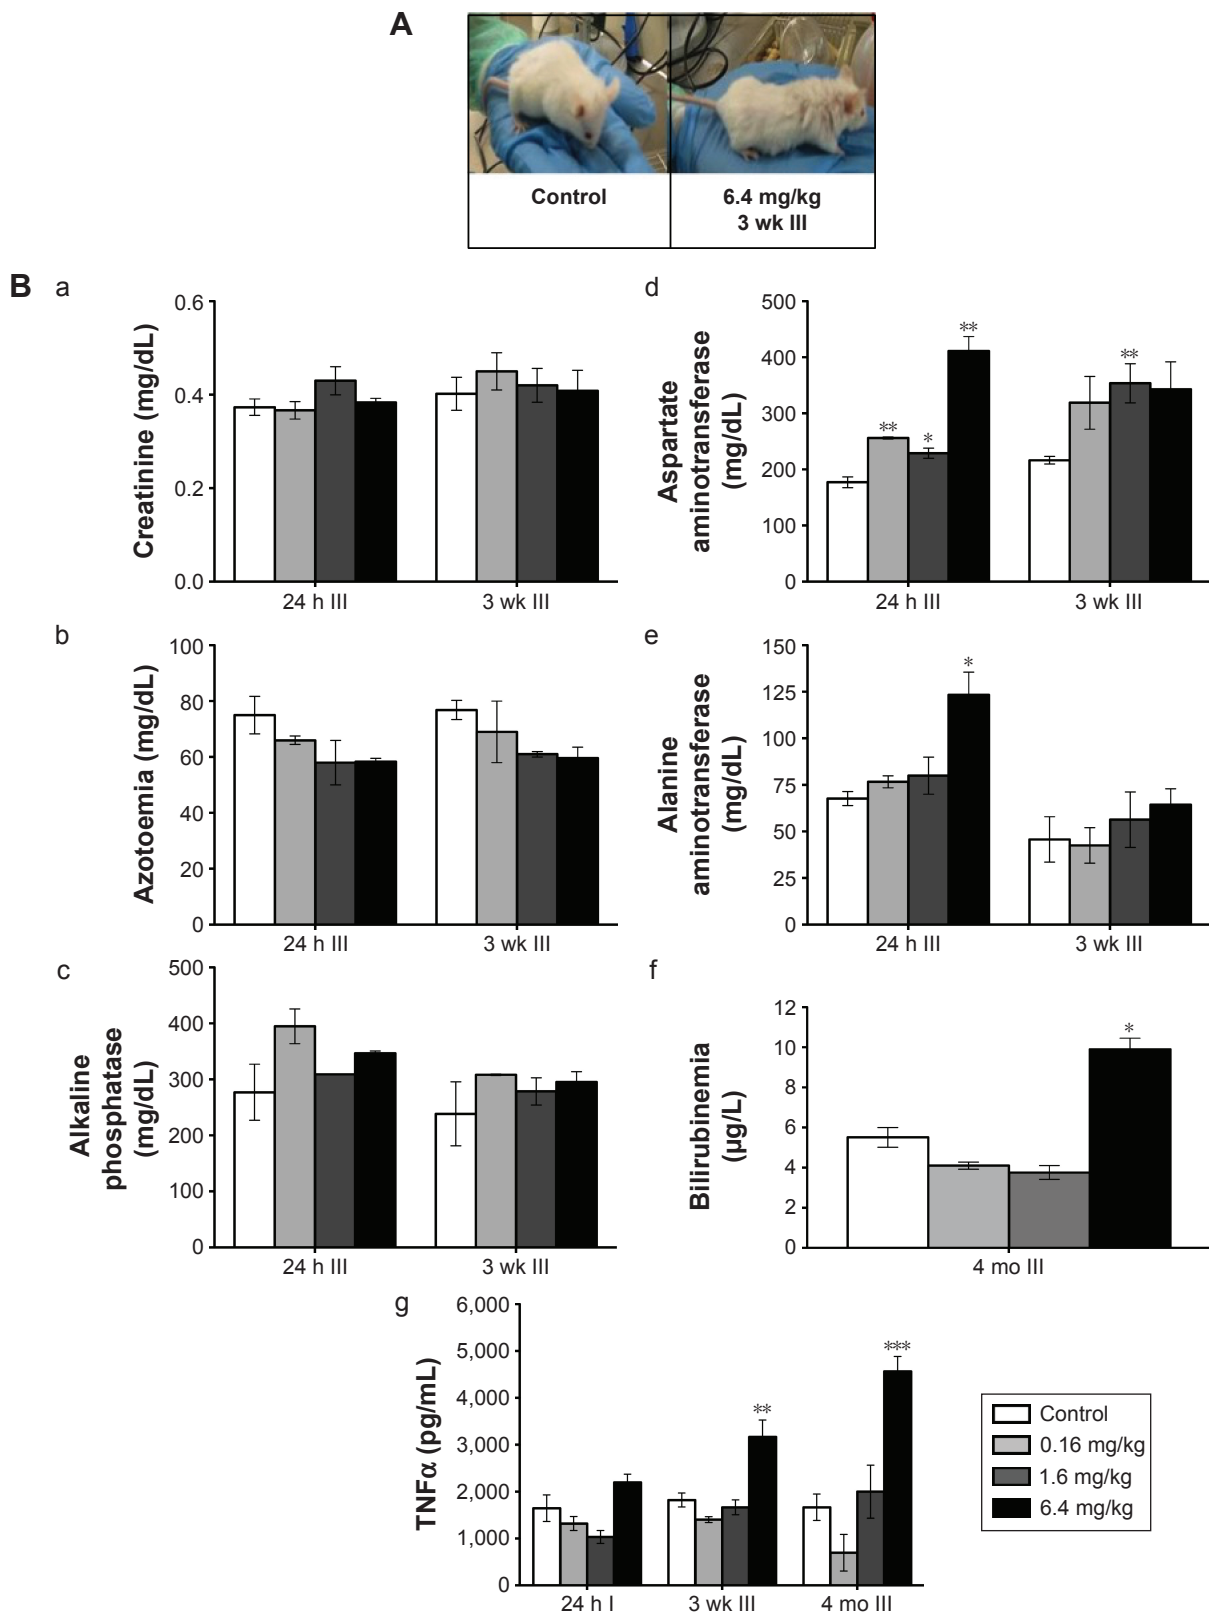 A
Control
6.4 mg/kg
3 wk III
B
a
Creatinine (mg/dL)
0.6
0.4
0.2
0.0
24 h III
3 wk III
b
Azotoemia (mg/dL)
100
80
60
40
20
0
24 h III
3 wk III
c
Alkaline
phosphatase
(mg/dL)
500
400
300
200
100
0
24 h III
3 wk III
d
Aspartate
aminotransferase
(mg/dL)
500
400
300
200
100
0
**
*
**
**
24 h III
3 wk III
e
Alanine
aminotransferase
(mg/dL)
150
125
100
75
50
25
0
*
24 h III
3 wk III
f
Bilirubinemia
(µg/L)
12
10
8
6
4
2
0
*
4 mo III
g
TNFα (pg/mL)
6,000
5,000
4,000
3,000
2,000
1,000
0
**
***
24 h I
3 wk III
4 mo III
Control
0.16 mg/kg
1.6 mg/kg
6.4 mg/kg